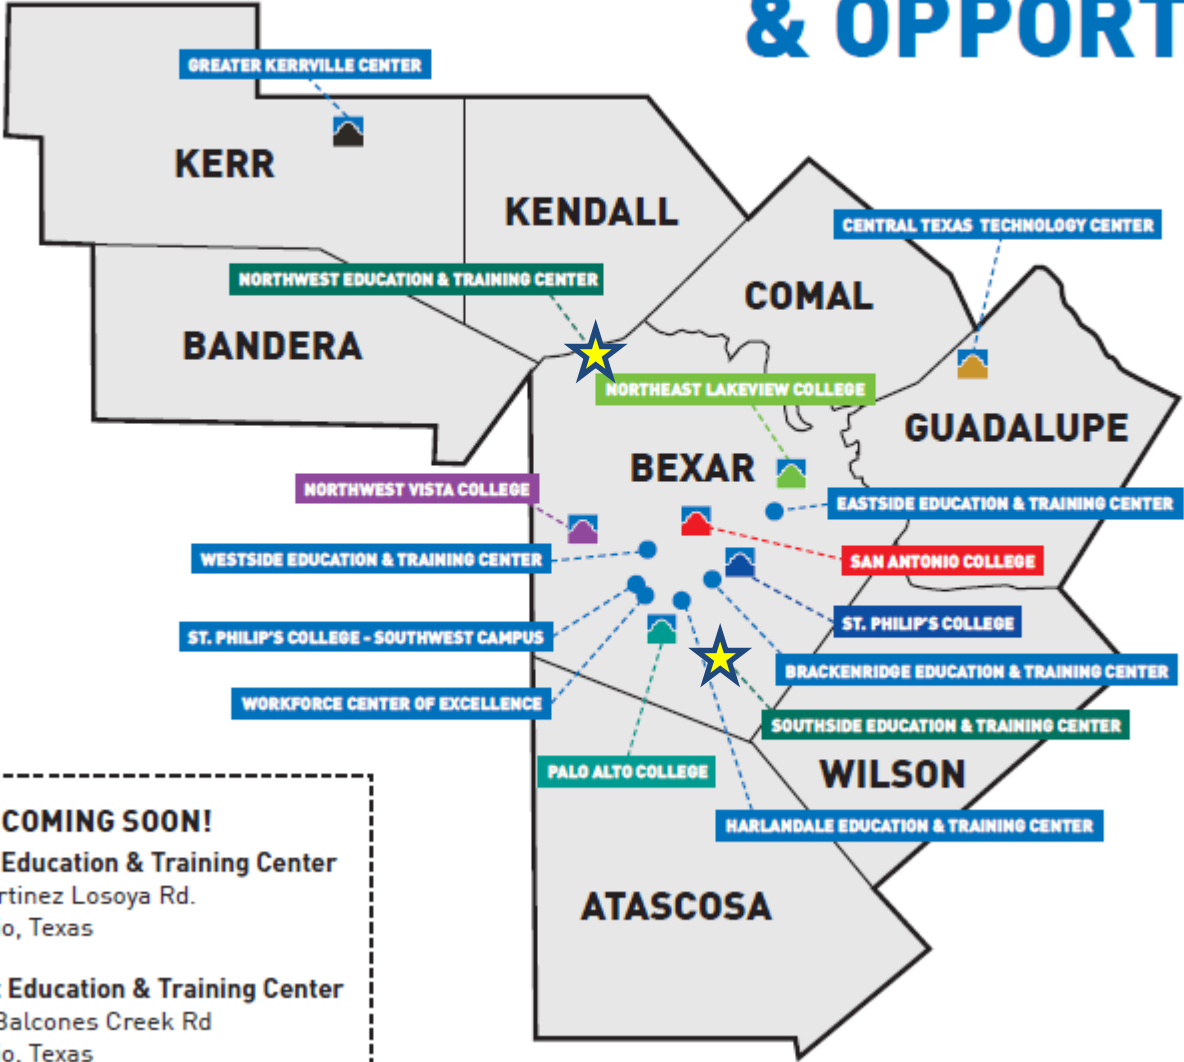 & OPPORT
GREATER KERRVILLE CENTER
KERR
KENDALL
CENTRAL TEXAS TECHNOLOGY CENTER
NORTHWEST EDUCATION & TRAINING CENTER
COMAL
BANDERA
NORTHEAST LAKEVIEW COLLEGE
GUADALUPE
BEXAR
NORTHWEST VISTA COLLEGE
EASTSIDE EDUCATION & TRAINING CENTER
WESTSIDE EDUCATION & TRAINING CENTER
SAN ANTONIO COLLEGE
ST. PHILIP'S COLLEGE
ST. PHILIP'S COLLEGE - SOUTHWEST CAMPUS
BRACKENRIDGE EDUCATION & TRAINING CENTER
WORKFORCE CENTER OF EXCELLENCE
SOUTHSIDE EDUCATION & TRAINING CENTER
PALO ALTO COLLEGE
WILSON
HARLANDALE EDUCATION & TRAINING CENTER
ATASCOSA
COMING SOON!
Education & Training Center
rtinez Losoya Rd.
o, Texas
t Education & Training Center
Balcones Creek Rd
o, Texas